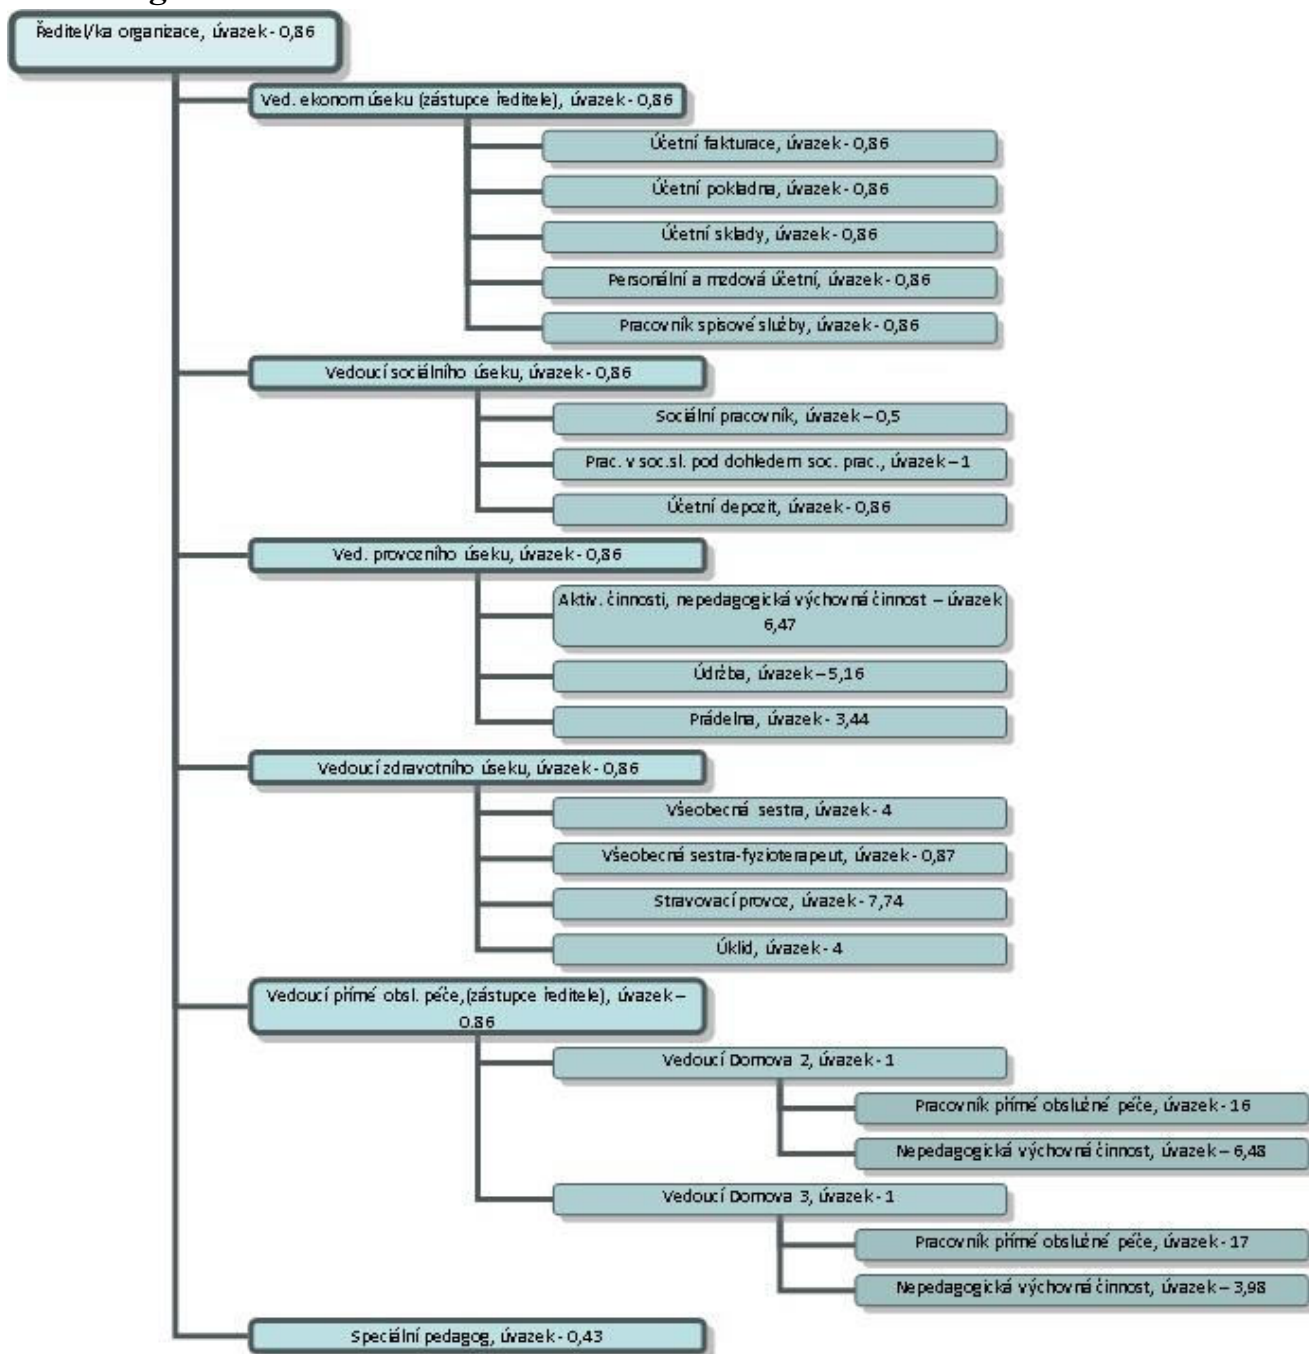 Ředitel/ka organizace, úvazek - 0,86
Ved. ekonom úseku (zástupce ředitele), úvazek - 0,86
Účetní fakturace, úvazek - 0,86
Účetní pokladna, úvazek - 0,86
Účetní sklady, úvazek - 0,86
Personální a mzdová účetní, úvazek - 0,86
Pracovník spisové služby, úvazek - 0,86
Vedoucí sociálního úseku, úvazek - 0,86
Sociální pracovník, úvazek – 0,5
Prac. v soc.sl. pod dohledem soc. prac., úvazek – 1
Účetní depozit, úvazek - 0,86
Ved. provozního úseku, úvazek - 0,86
Aktiv. činnosti, nepedagogická výchovná činnost – úvazek
6,47
Údržba, úvazek – 5,16
Prádelna, úvazek - 3,44
Vedoucí zdravotního úseku, úvazek - 0,86
Všeobecná sestra, úvazek - 4
Všeobecná sestra-fyzioterapeut, úvazek - 0,87
Stravovací provoz, úvazek - 7,74
Úklid, úvazek - 4
Vedoucí přímé obsl. péče,(zástupce ředitele), úvazek –
0.86
Vedoucí Domova 2, úvazek - 1
Pracovník přímé obslužné péče, úvazek - 16
Nepedagogická výchovná činnost, úvazek – 6,48
Vedoucí Domova 3, úvazek - 1
Pracovník přímé obslužné péče, úvazek - 17
Nepedagogická výchovná činnost, úvazek – 3,98
Speciální pedagog, úvazek - 0,43